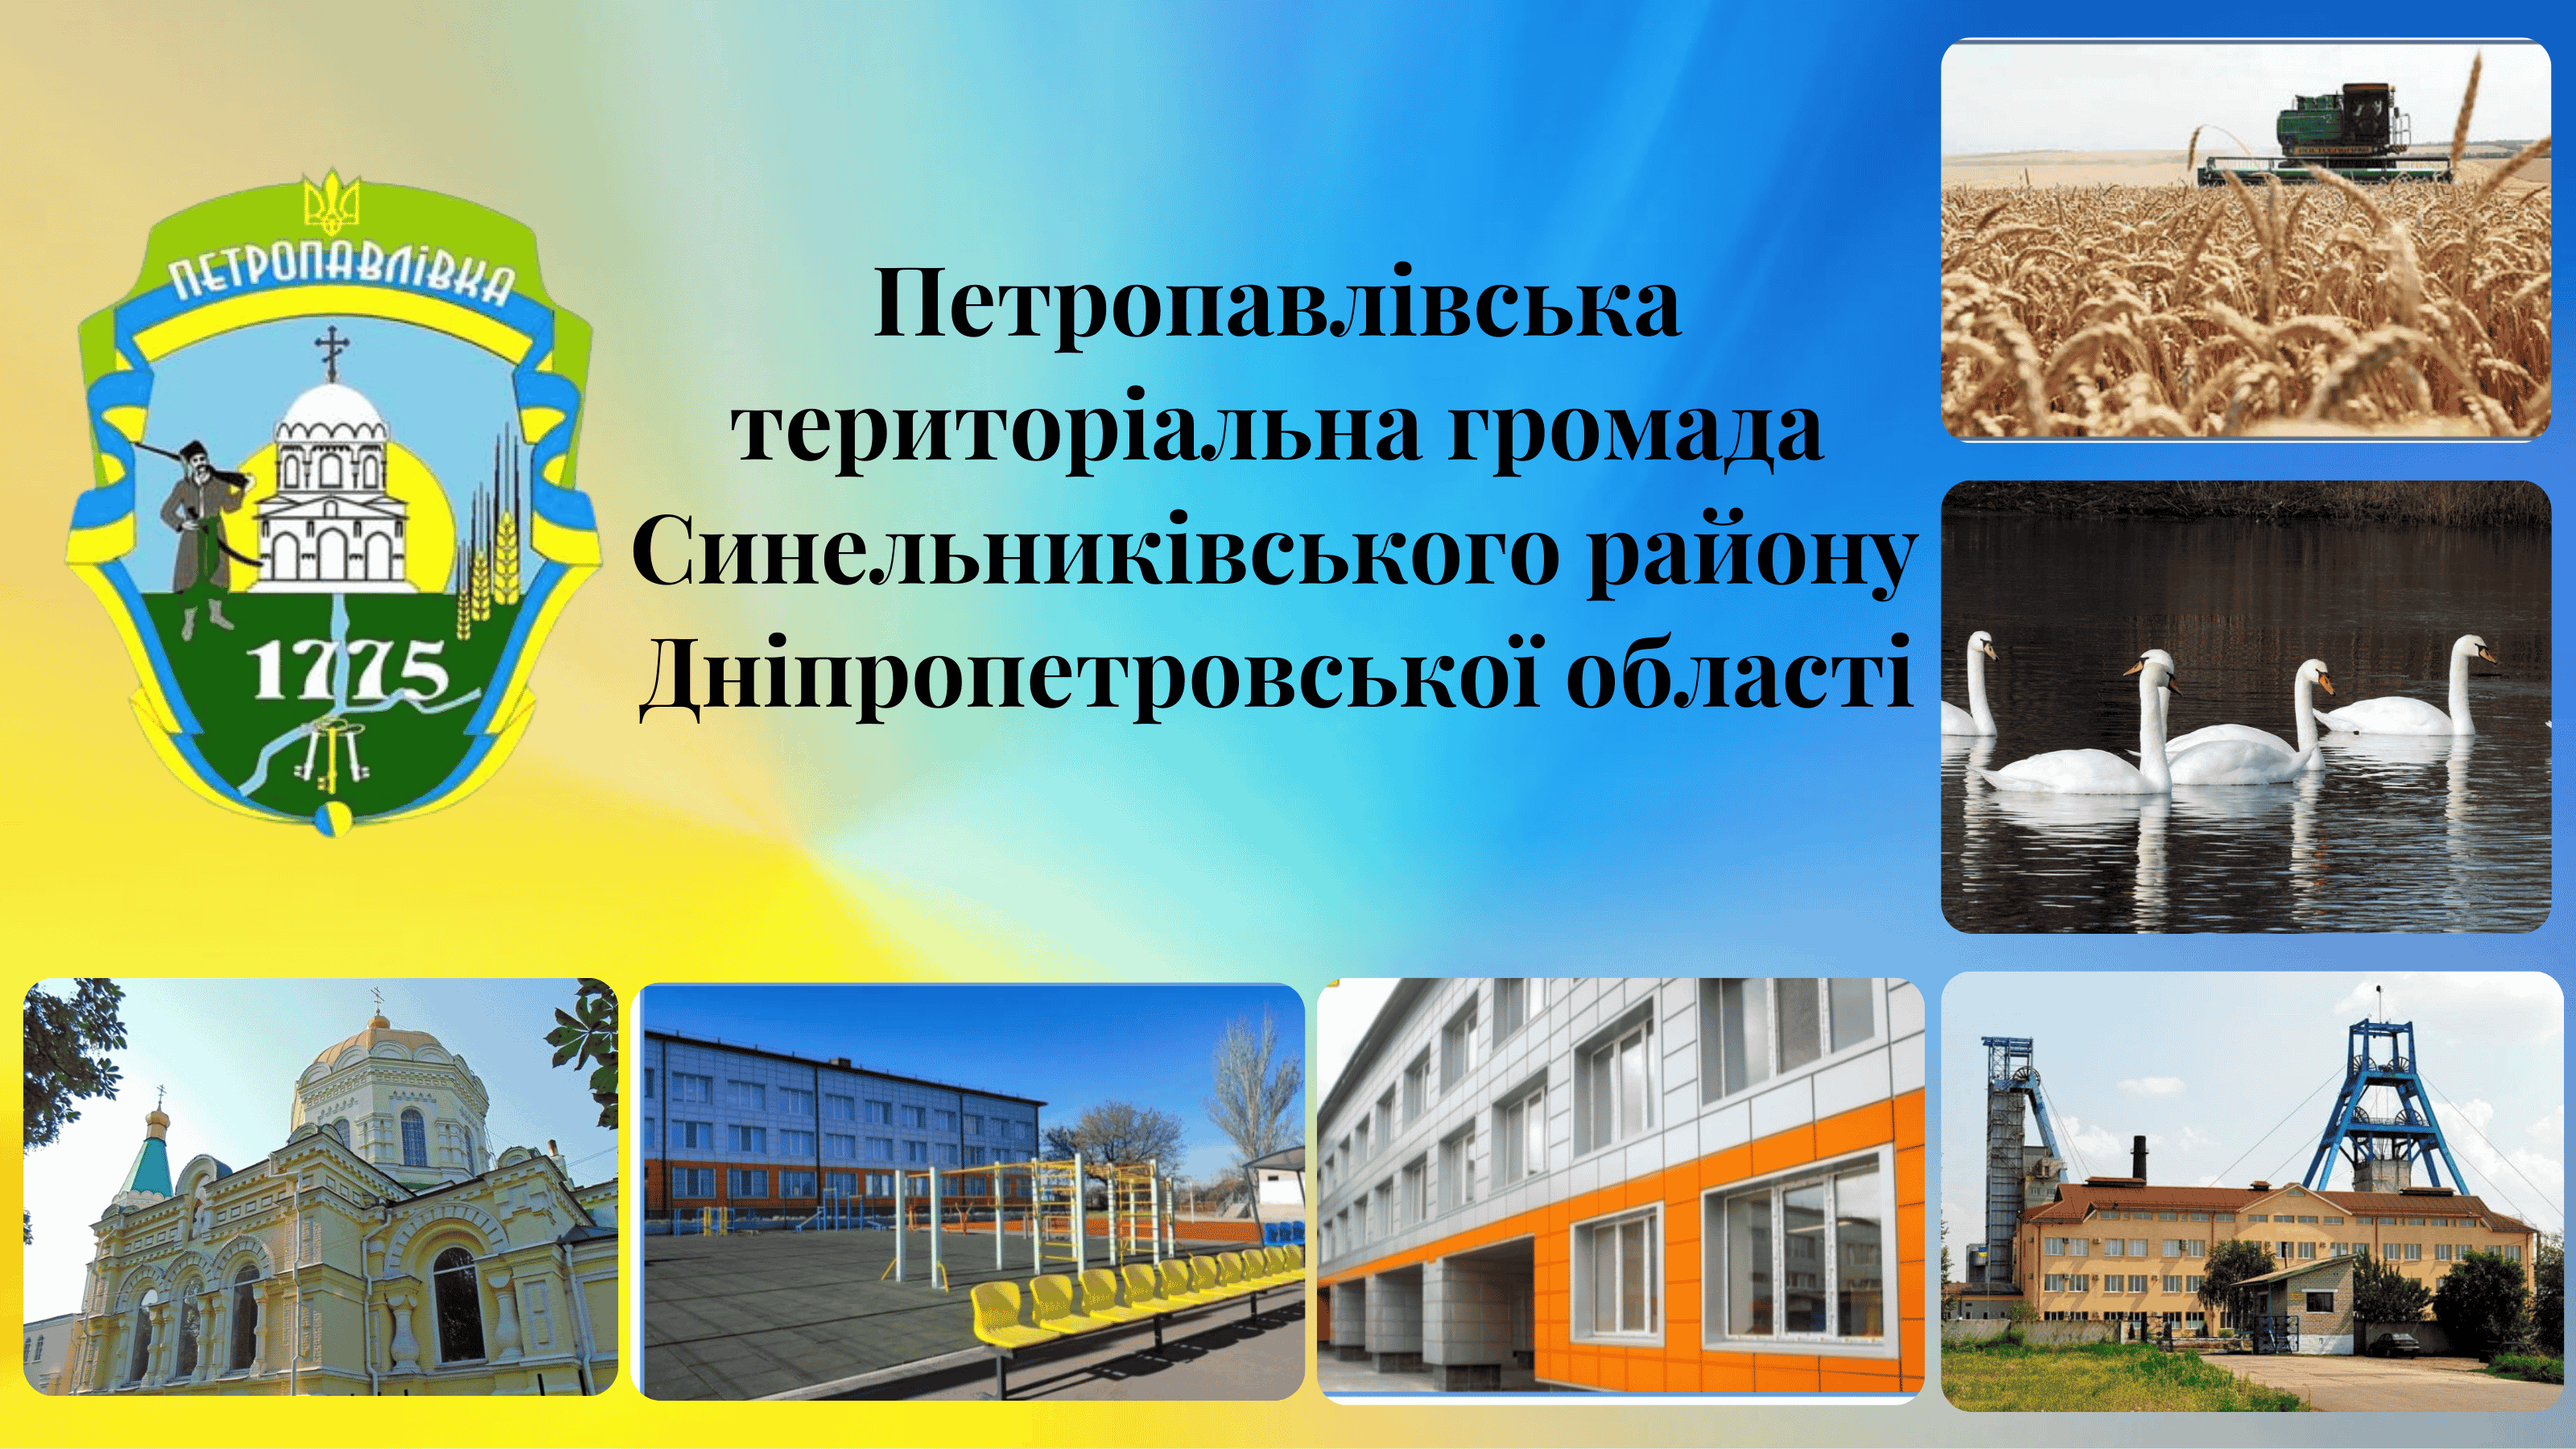 ПЕТРОПАВЛІВКА
1775
Петропавлівська
територіальна громада
Синельниківського району
Дніпропетровської області